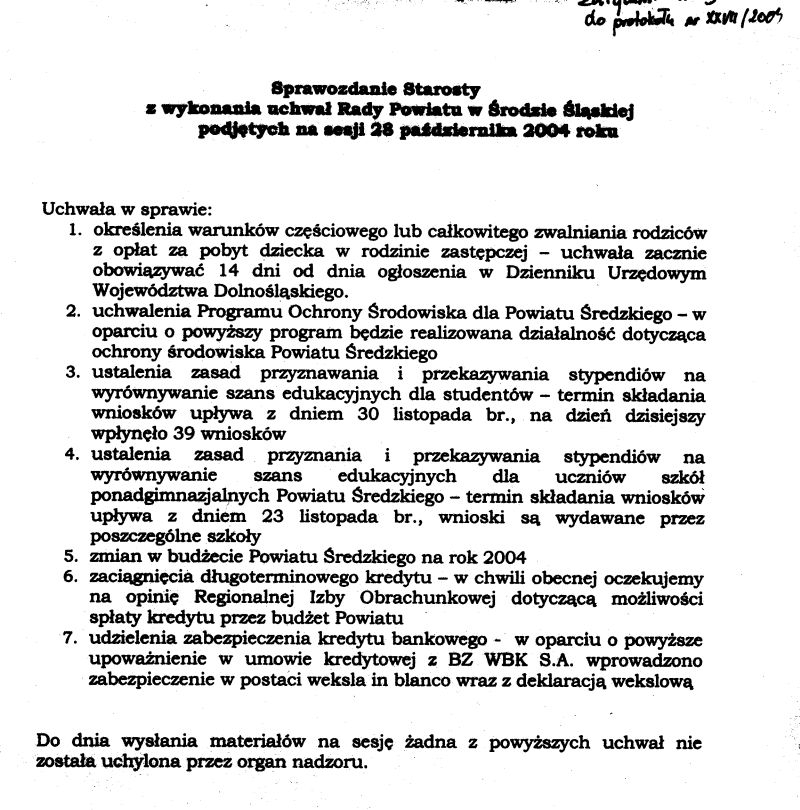 do protokołu nr XXVII/2004
Sprawozdanie Starosty
z wykonania uchwał Rady Powiatu w Środzie Śląskiej
podjętych na sesji 28 października 2004 roku
Uchwała w sprawie:
1. określenia warunków częściowego lub całkowitego zwalniania rodziców
z opłat za pobyt dziecka w rodzinie zastępczej – uchwała zacznie
obowiązywać 14 dni od dnia ogłoszenia w Dzienniku Urzędowym
Województwa Dolnośląskiego.
2. uchwalenia Programu Ochrony Środowiska dla Powiatu Średzkiego – w
oparciu o powyższy program będzie realizowana działalność dotycząca
ochrony środowiska Powiatu Średzkiego
3. ustalenia zasad przyznawania i przekazywania stypendiów na
wyrównywanie szans edukacyjnych dla studentów – termin składania
wniosków upływa z dniem 30 listopada br., na dzień dzisiejszy
wpłynęło 39 wniosków
4. ustalenia zasad przyznania i przekazywania stypendiów na
wyrównywanie szans edukacyjnych dla uczniów szkół
ponadgimnazjalnych Powiatu Średzkiego – termin składania wniosków
upływa z dniem 23 listopada br., wnioski są wydawane przez
poszczególne szkoły
5. zmian w budżecie Powiatu Średzkiego na rok 2004
6. zaciągnięcia długoterminowego kredytu – w chwili obecnej oczekujemy
na opinię Regionalnej Izby Obrachunkowej dotyczącą możliwości
spłaty kredytu przez budżet Powiatu
7. udzielenia zabezpieczenia kredytu bankowego - w oparciu o powyższe
upoważnienie w umowie kredytowej z BZ WBK S.A. wprowadzono
zabezpieczenie w postaci weksla in blanco wraz z deklaracją wekslową
Do dnia wysłania materiałów na sesję żadna z powyższych uchwał nie
została uchylona przez organ nadzoru.